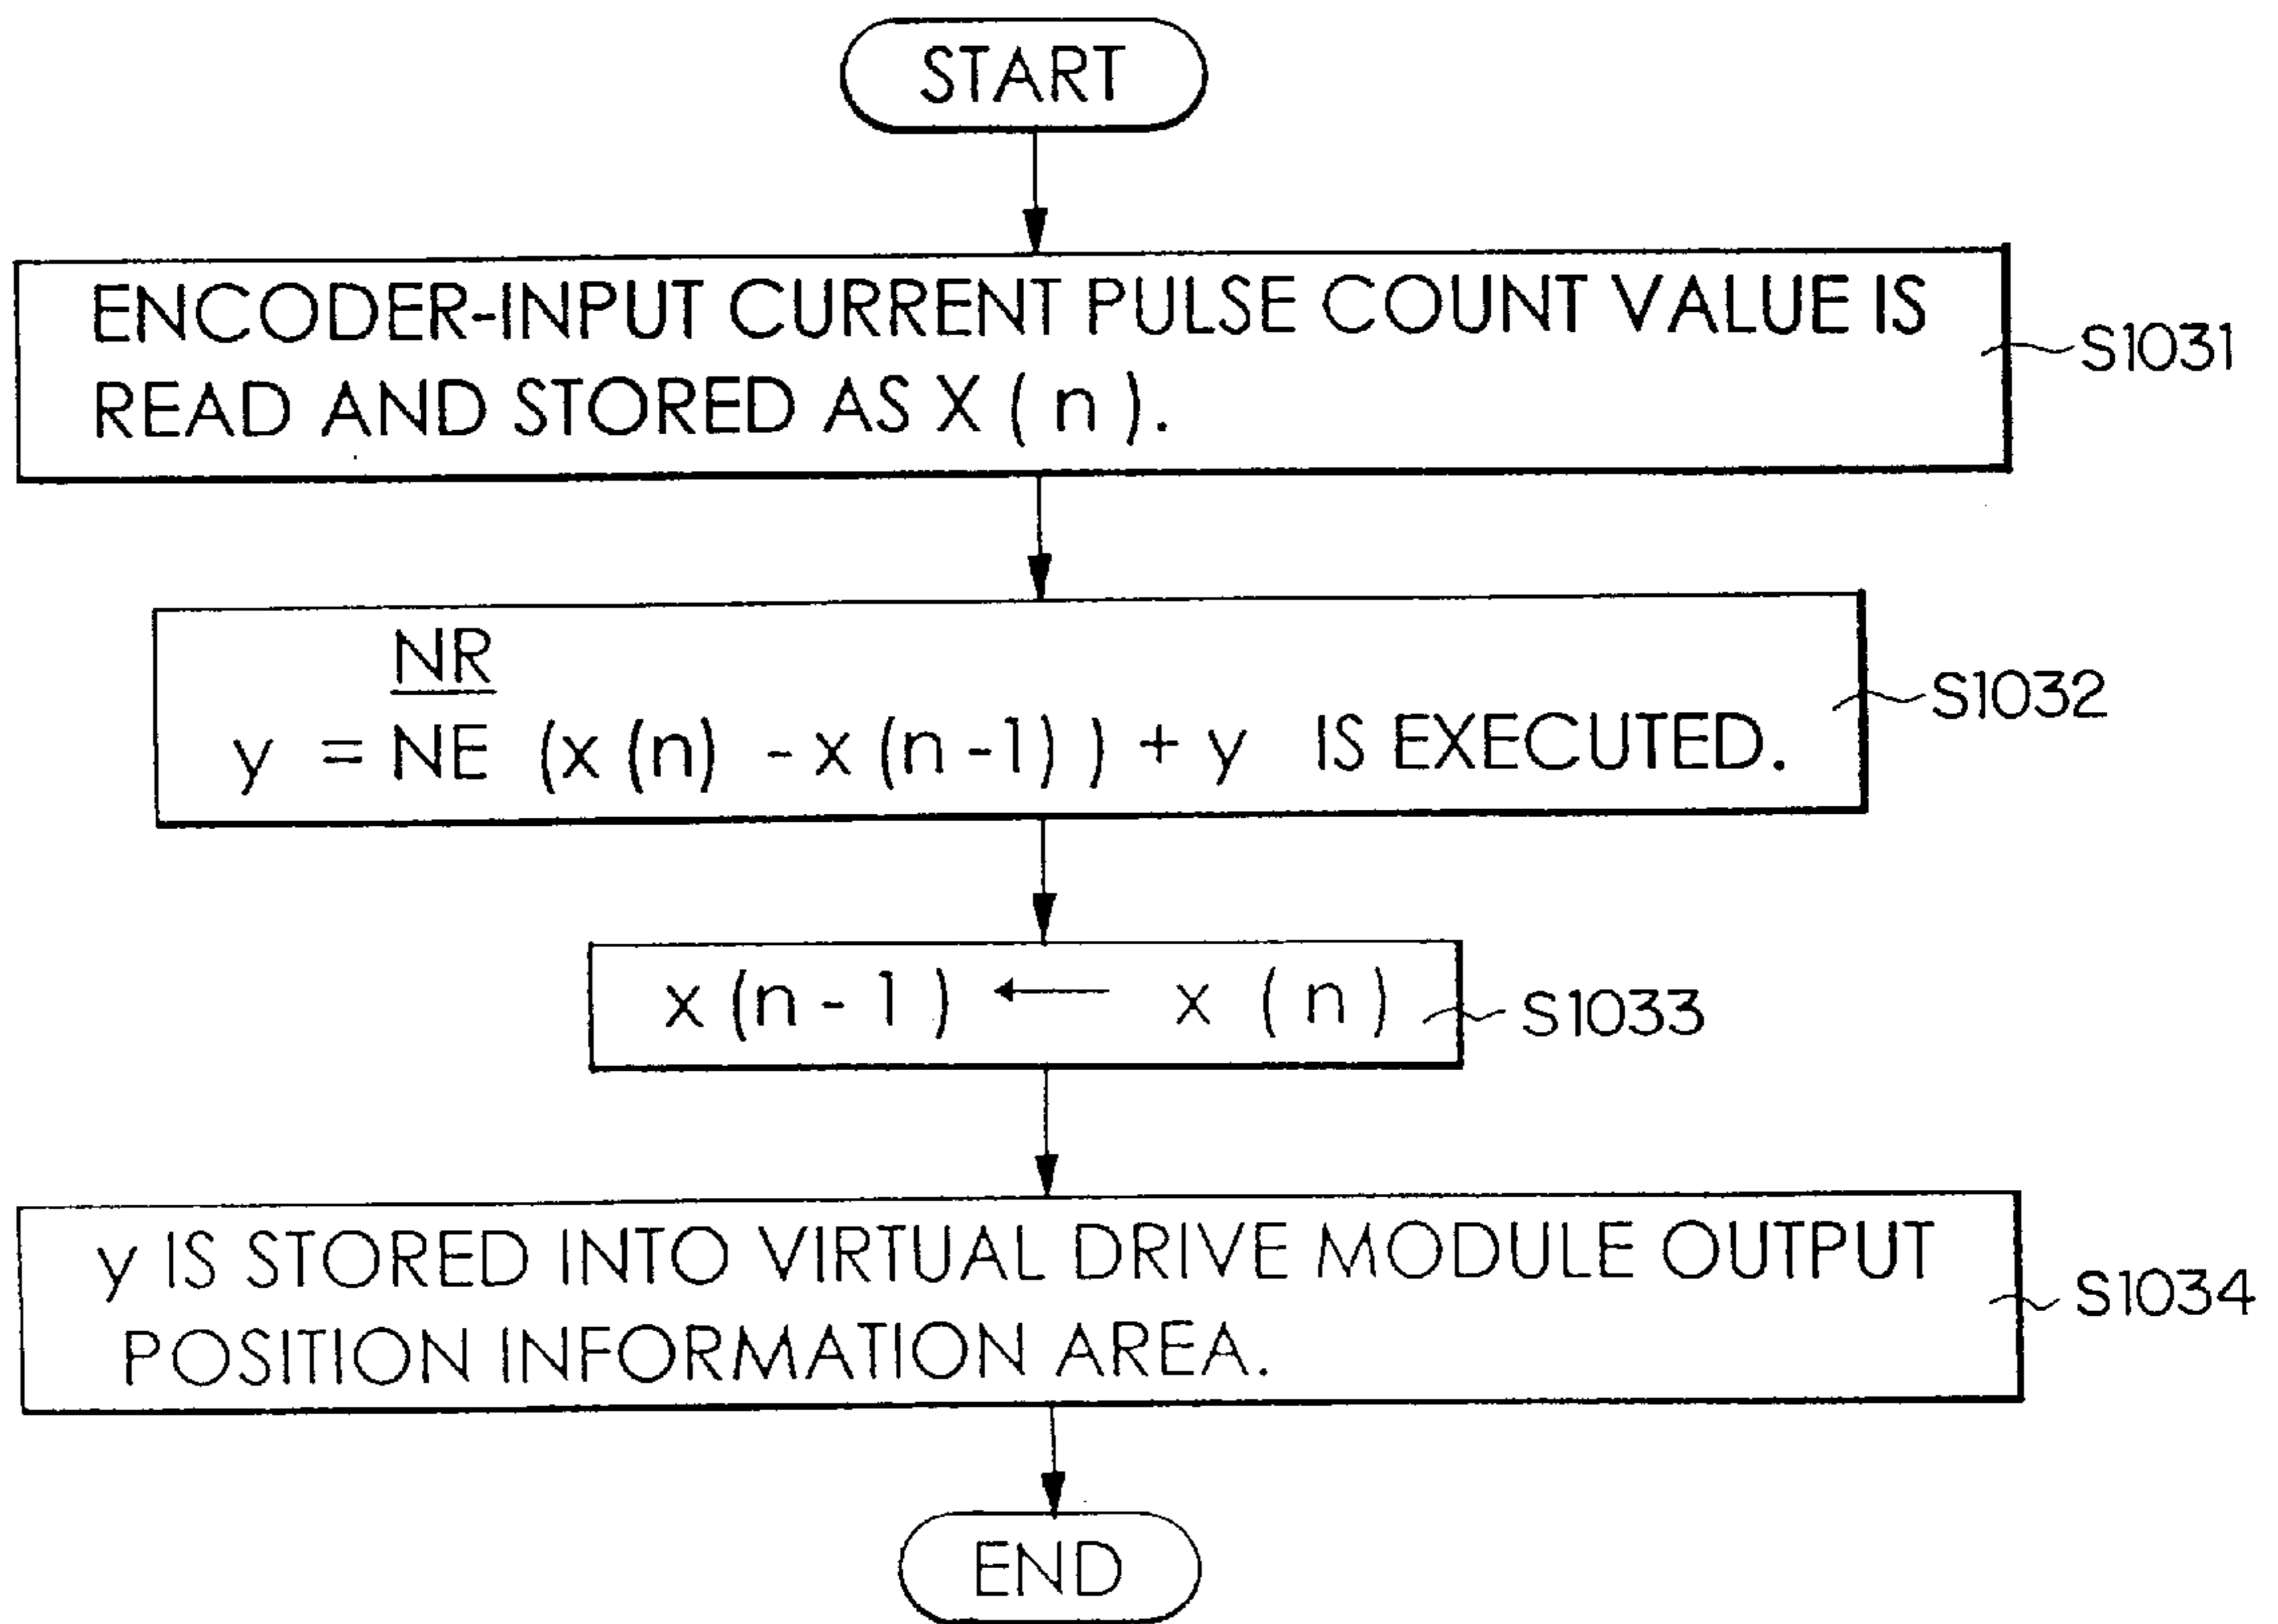 START
ENCODER-INPUT CURRENT PULSE COUNT VALUE IS
READ AND STORED AS X ( n ).
S1031
NR
y = NE (x (n) - x (n -1) ) + y IS EXECUTED.
S1032
x (n - 1 ) ← x ( n )
S1033
y IS STORED INTO VIRTUAL DRIVE MODULE OUTPUT
POSITION INFORMATION AREA.
S1034
END